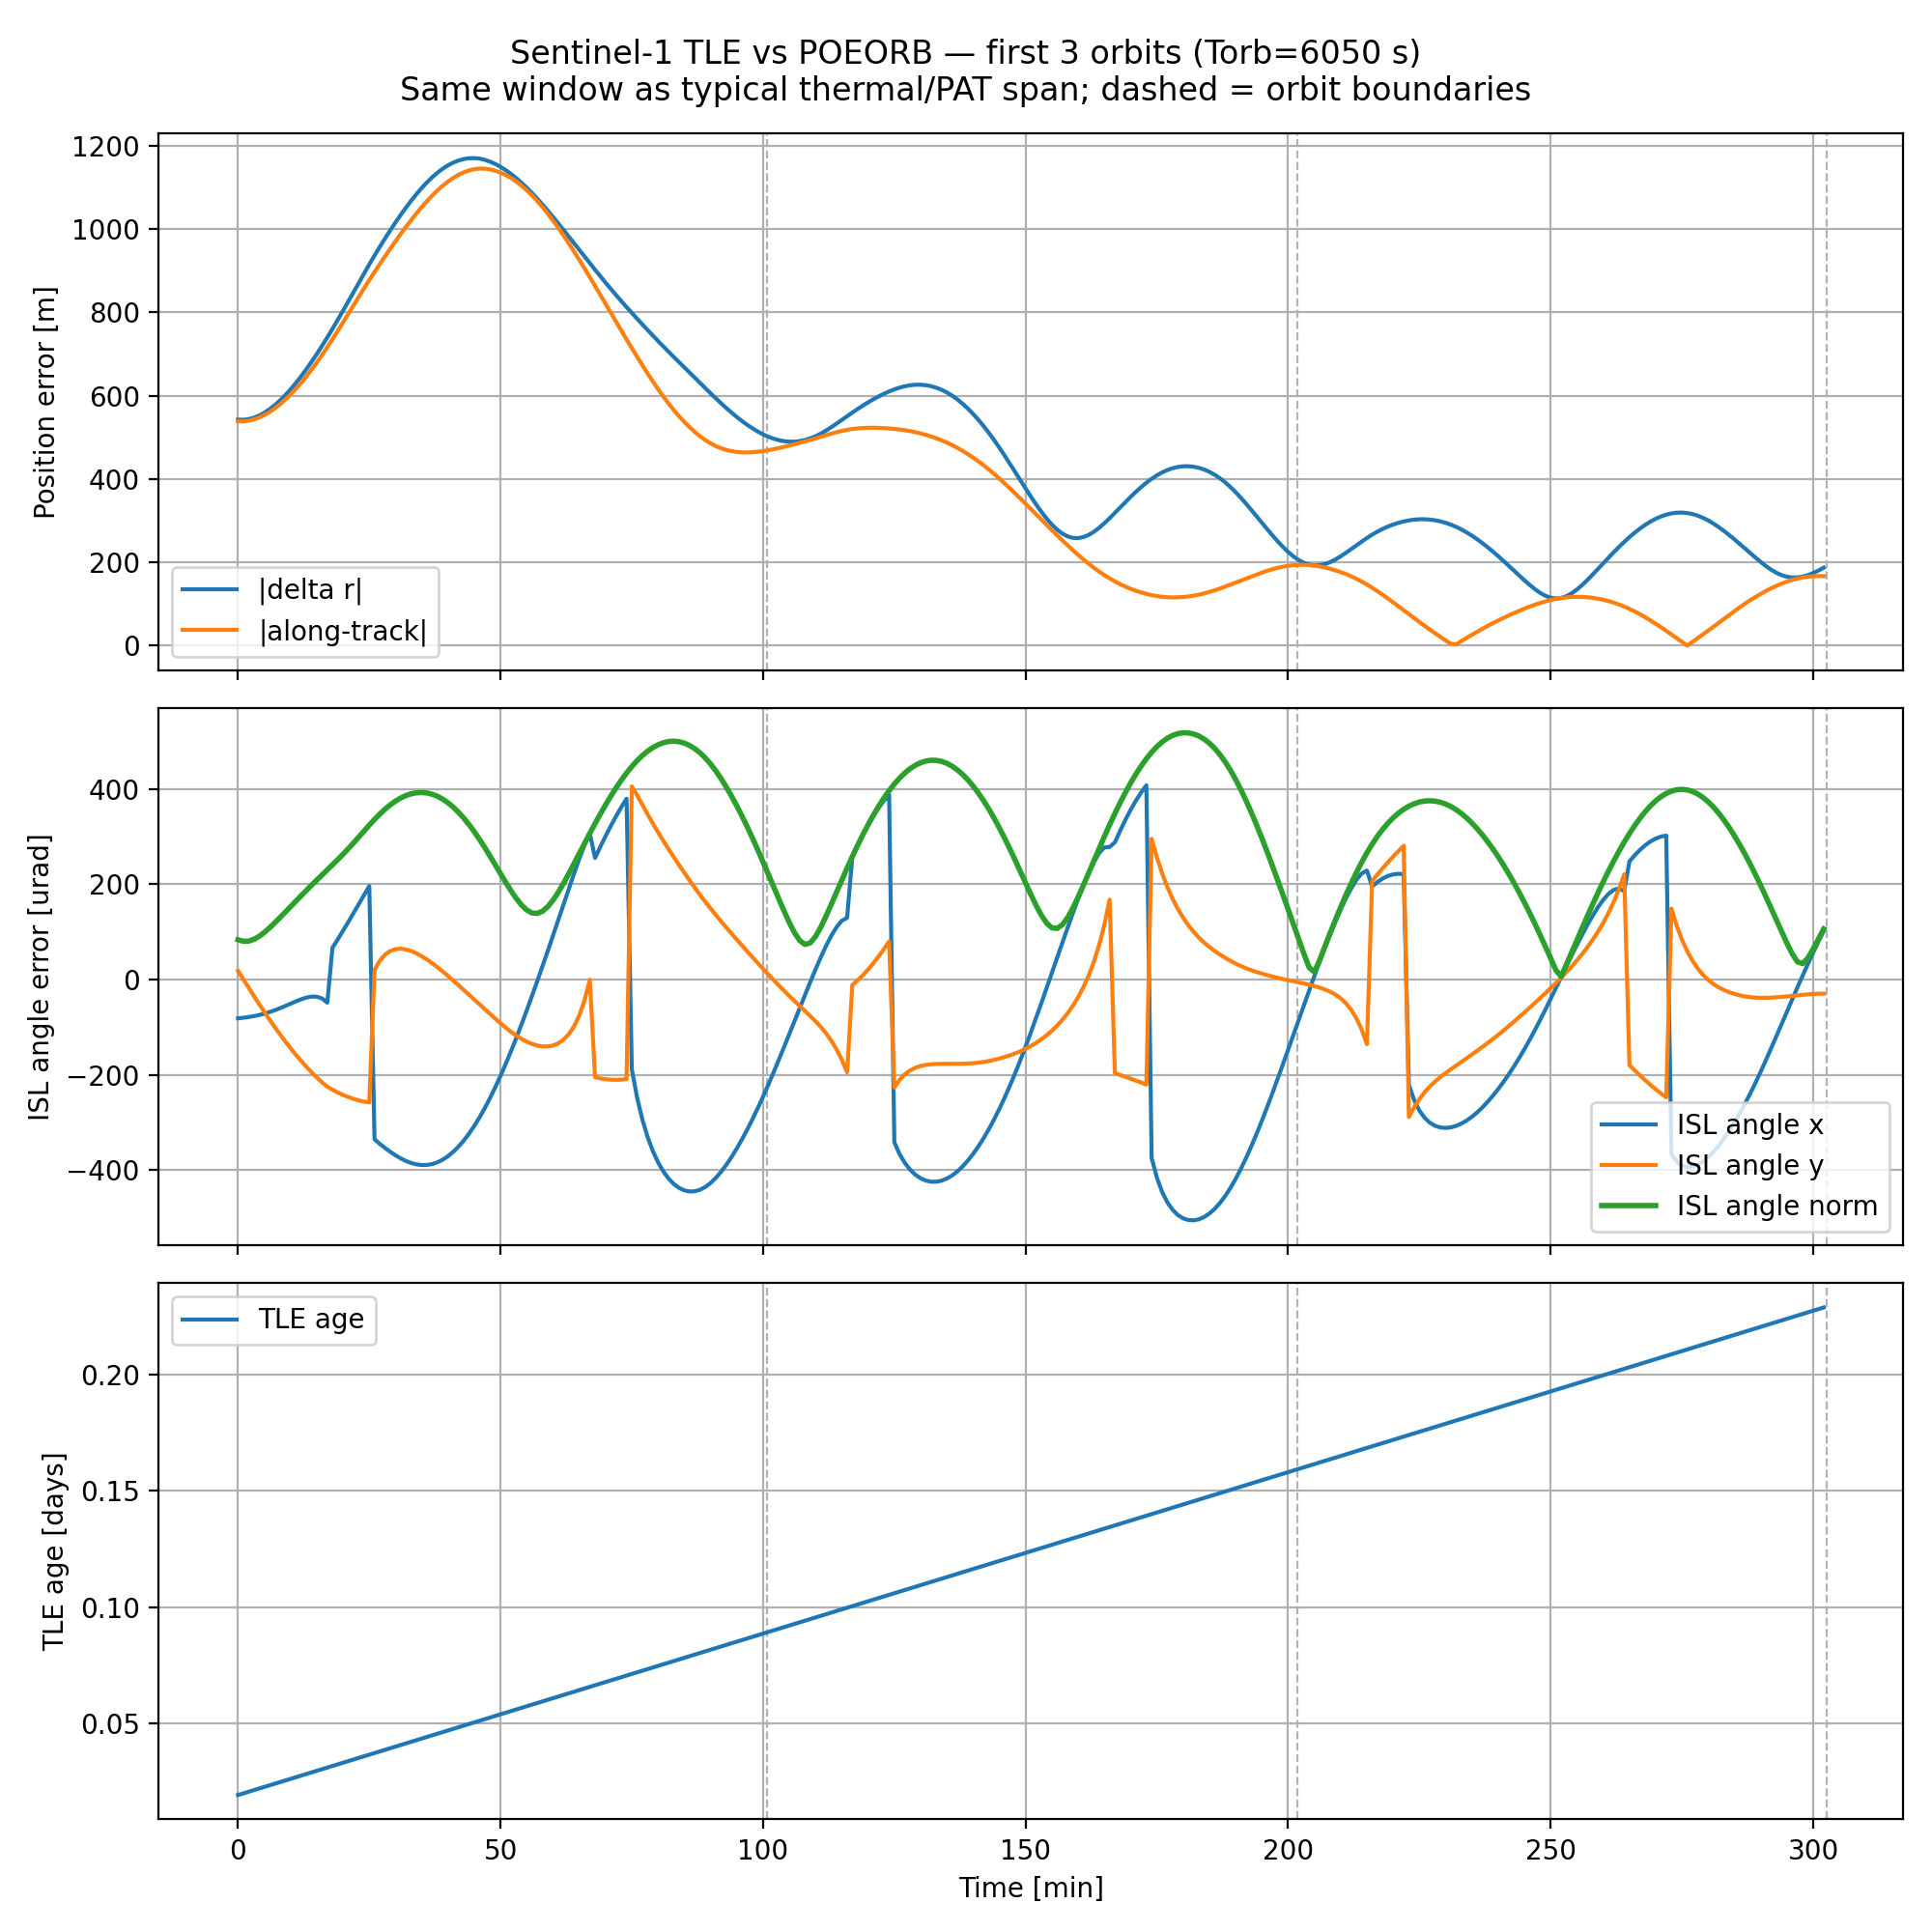 Sentinel-1 TLE vs POEORB — first 3 orbits (Torb=6050 s)
Same window as typical thermal/PAT span; dashed = orbit boundaries
1200
1000
800
600
400
200
0
Position error [m]
|delta r|
|along-track|
400
200
0
−200
−400
ISL angle error [urad]
ISL angle x
ISL angle y
ISL angle norm
TLE age
0.20
0.15
0.10
0.05
TLE age [days]
0
50
100
150
200
250
300
Time [min]